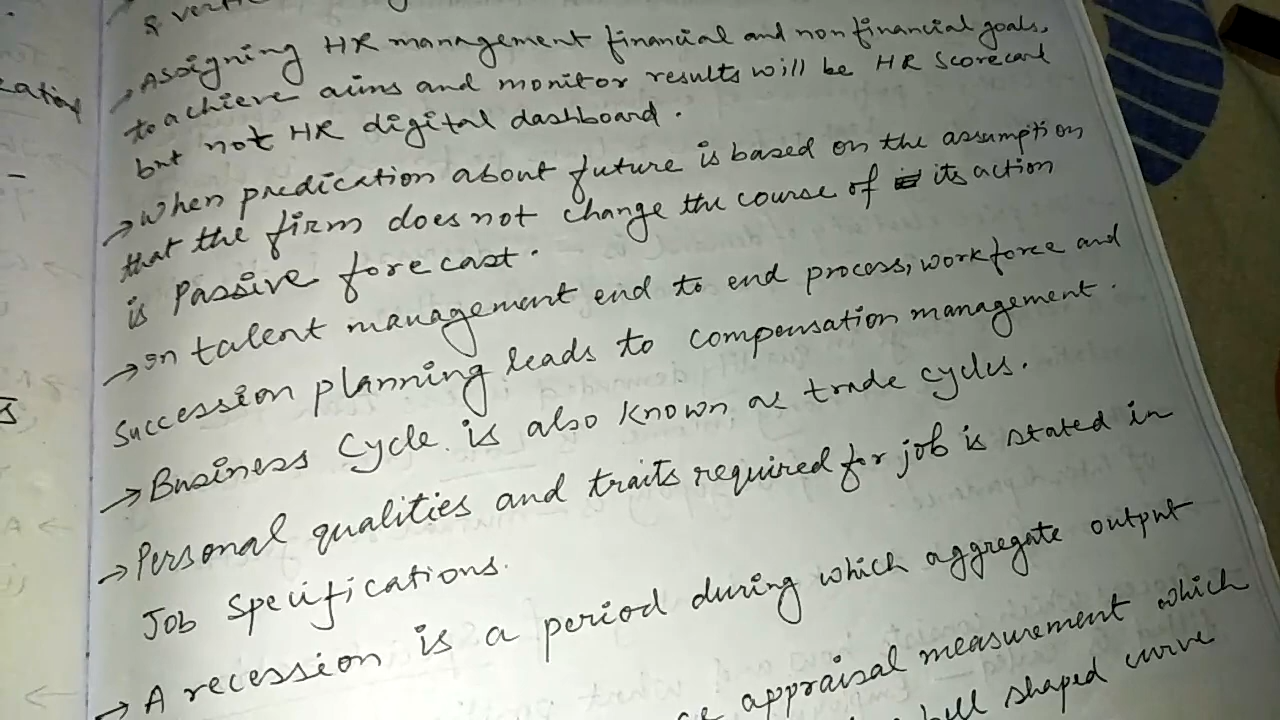 & verti
→ Assigning HR management financial and non financial goals,
to achieve aims and monitor results will be HR Scorecard
but not HR digital dashboard.
→ When predication about future is based on the assumption
that the firm does not change the course of its action
is Passive forecast.
→ on talent management end to end process, workforce and
Succession planning leads to compensation management.
→ Business Cycle is also known as trade cycles.
→ Personal qualities and traits required for job is stated in
Job Specifications.
→ A recession is a period during which aggregate output
appraisal measurement which
bell shaped curve